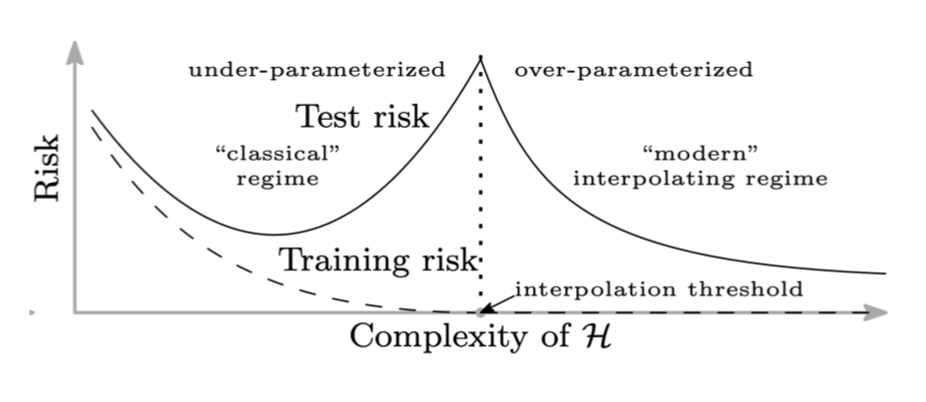 under-parameterized
over-parameterized
Test risk
“classical”
regime
“modern”
interpolating regime
Risk
Training risk
interpolation threshold
Complexity of ℋ